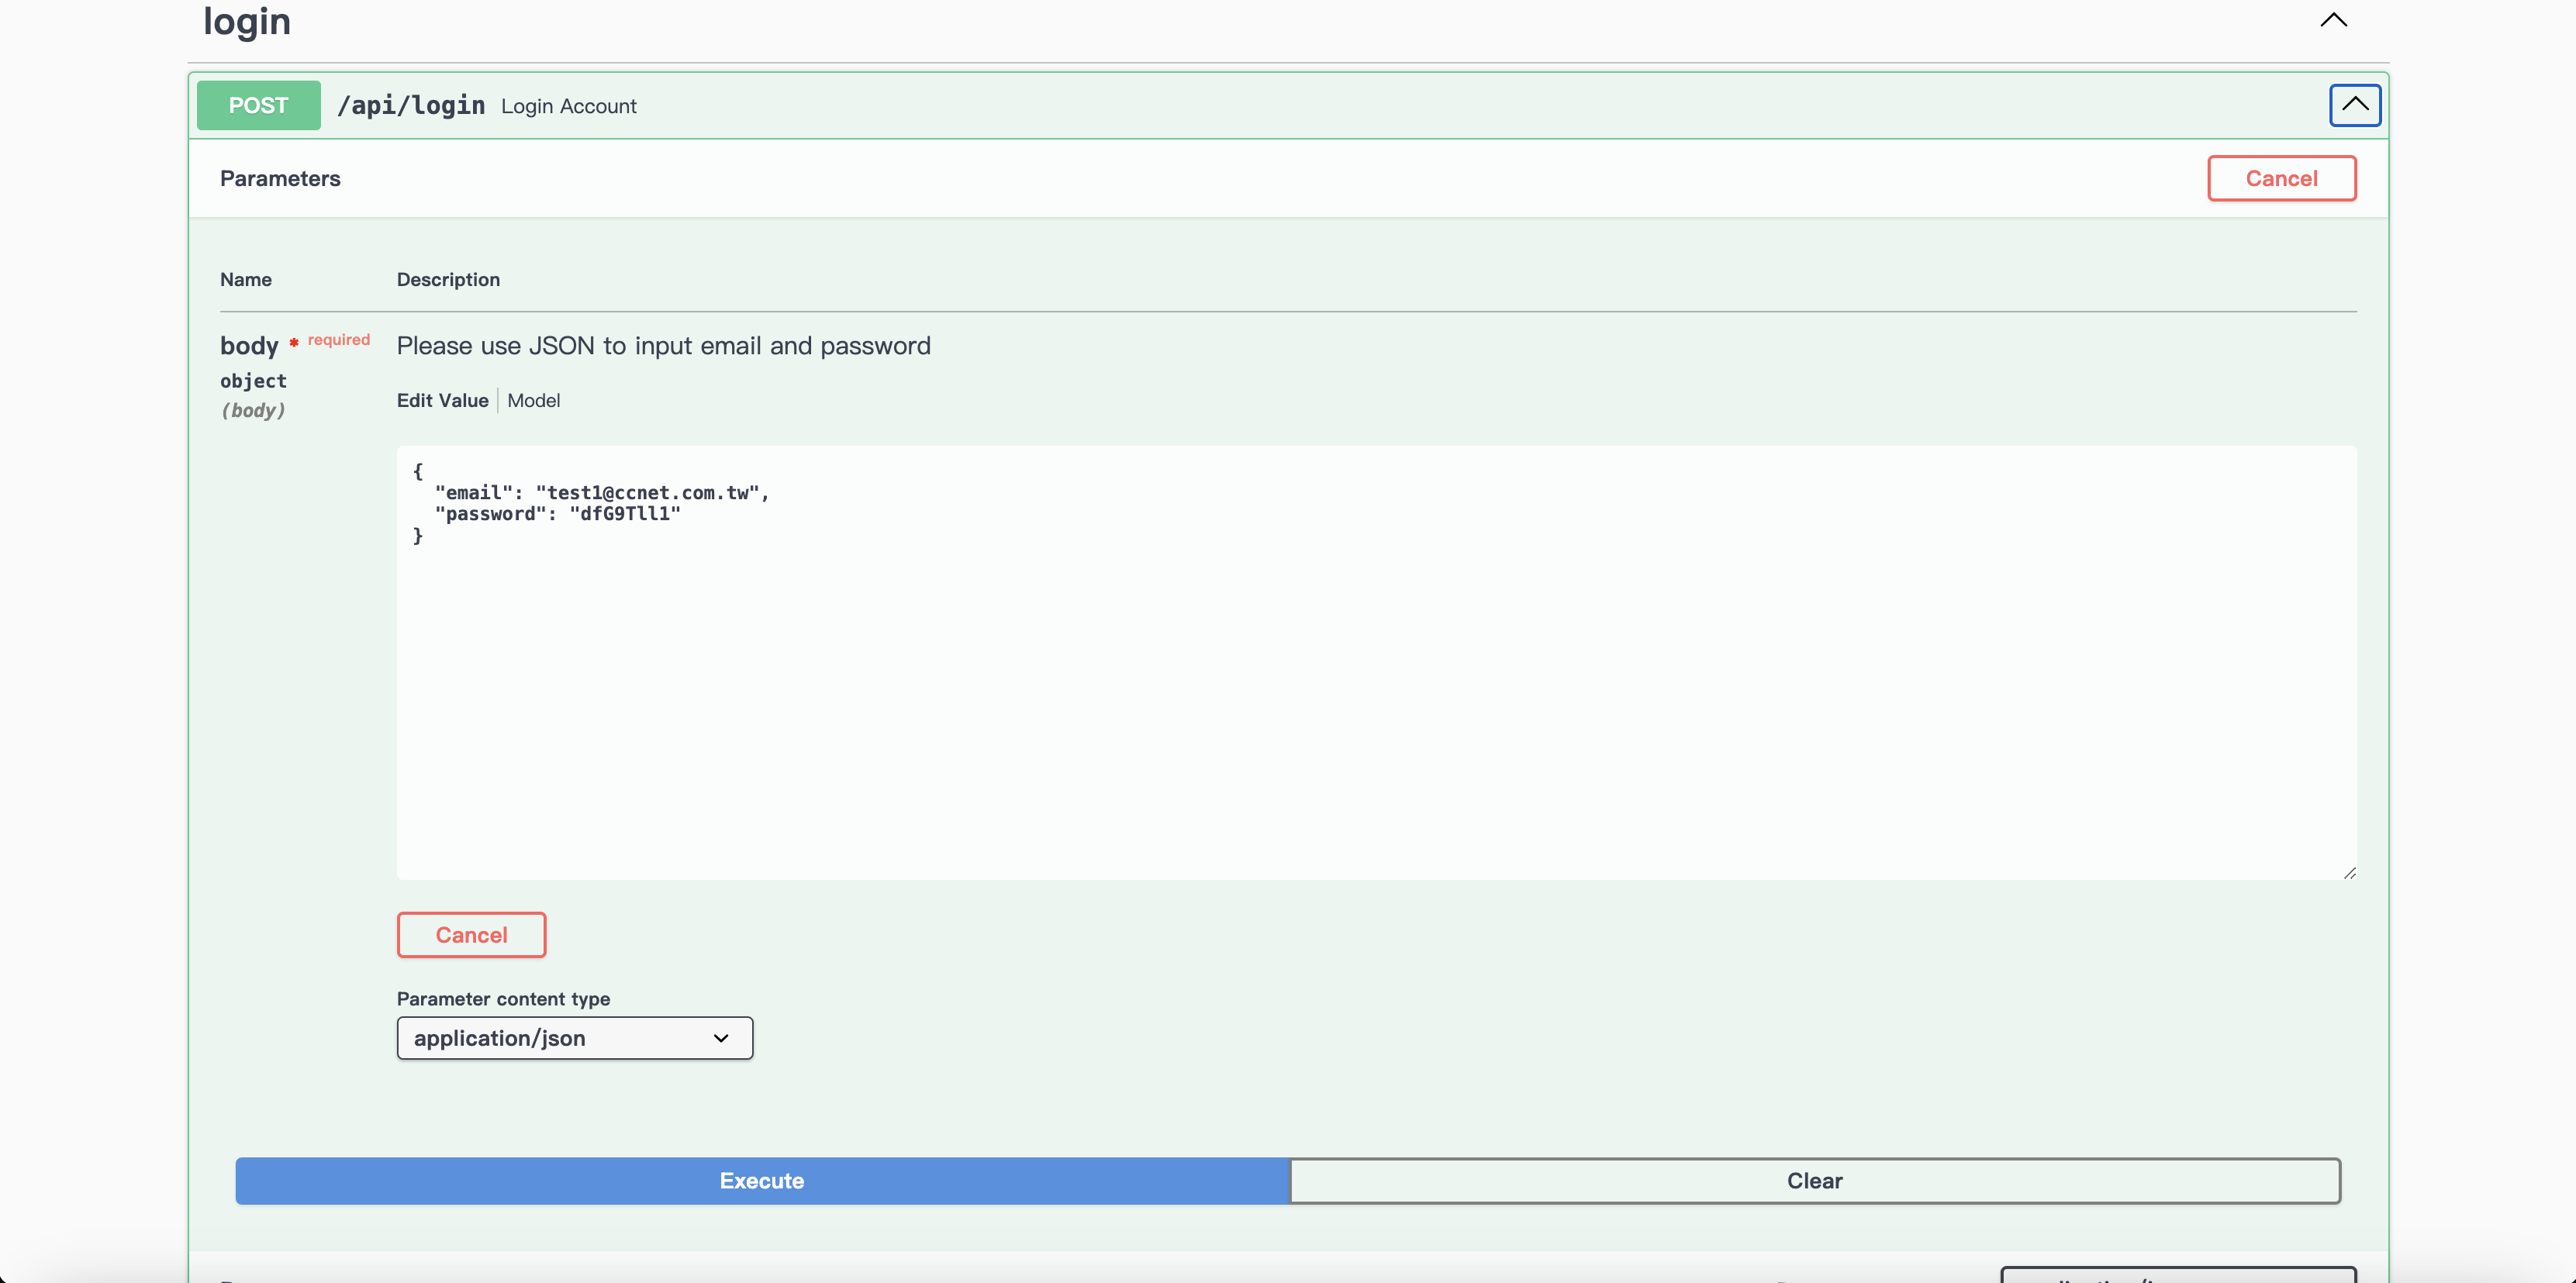 login
POST /api/login Login Account
Parameters Cancel
Name Description
body * required Please use JSON to input email and password
object
(body)
Edit Value Model
{
"email": "test1@ccnet.com.tw",
"password": "dfG9Tll1"
}
Cancel
Parameter content type
application/json
Execute Clear